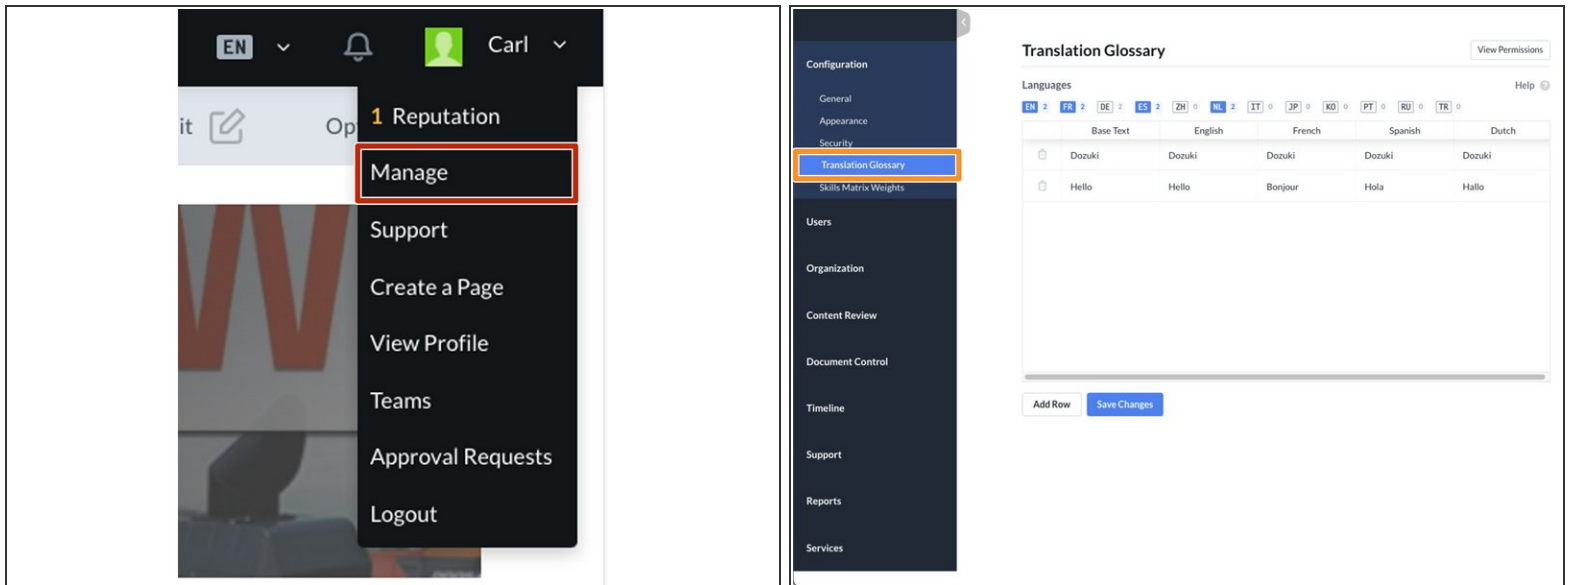 EN
Carl
it
Op
1 Reputation
Manage
Support
Create a Page
View Profile
Teams
Approval Requests
Logout
Configuration
General
Appearance
Security
Translation Glossary
Skills Matrix Weights
Users
Organization
Content Review
Document Control
Timeline
Support
Reports
Services
Translation Glossary
View Permissions
Languages
Help
EN 2 FR 2 DE 2 ES 2 ZH 0 NL 2 IT 0 JP 0 KO 0 PT 0 RU 0 TR 0
Base Text English French Spanish Dutch
Dozuki Dozuki Dozuki Dozuki Dozuki
Hello Hello Bonjour Hola Hallo
Add Row Save Changes